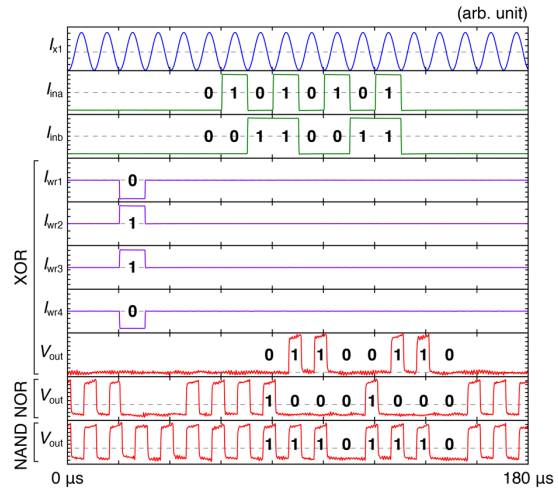 (arb. unit)
Ix1
Iina
0 1 0 1 0 1 0 1
Iinb
0 0 1 1 0 0 1 1
XOR
Iwr1
0
Iwr2
1
Iwr3
1
Iwr4
0
Vout
0 1 1 0 0 1 1 0
NOR
Vout
1 0 0 0 1 0 0 0
NAND
Vout
1 1 1 0 1 1 1 0
0 µs 180 µs